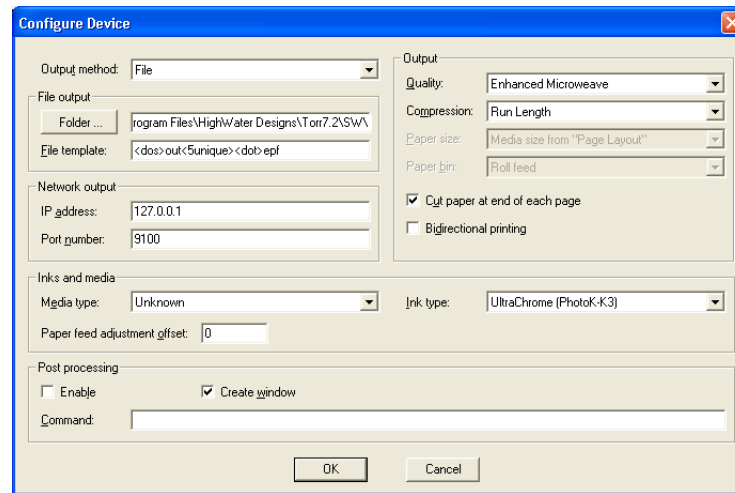 Configure Device
Output method: File
File output
Folder ... rogram Files\HighWater Designs\Torr7.2\SW\
File template: <dos>out<5unique><dot>epf
Network output
IP address: 127.0.0.1
Port number: 9100
Output
Quality: Enhanced Microweave
Compression: Run Length
Paper size: Media size from "Page Layout"
Paper bin: Roll feed
Cut paper at end of each page
Bidirectional printing
Inks and media
Media type: Unknown
Ink type: UltraChrome (PhotoK-K3)
Paper feed adjustment offset: 0
Post processing
Enable
Create window
Command:
OK
Cancel